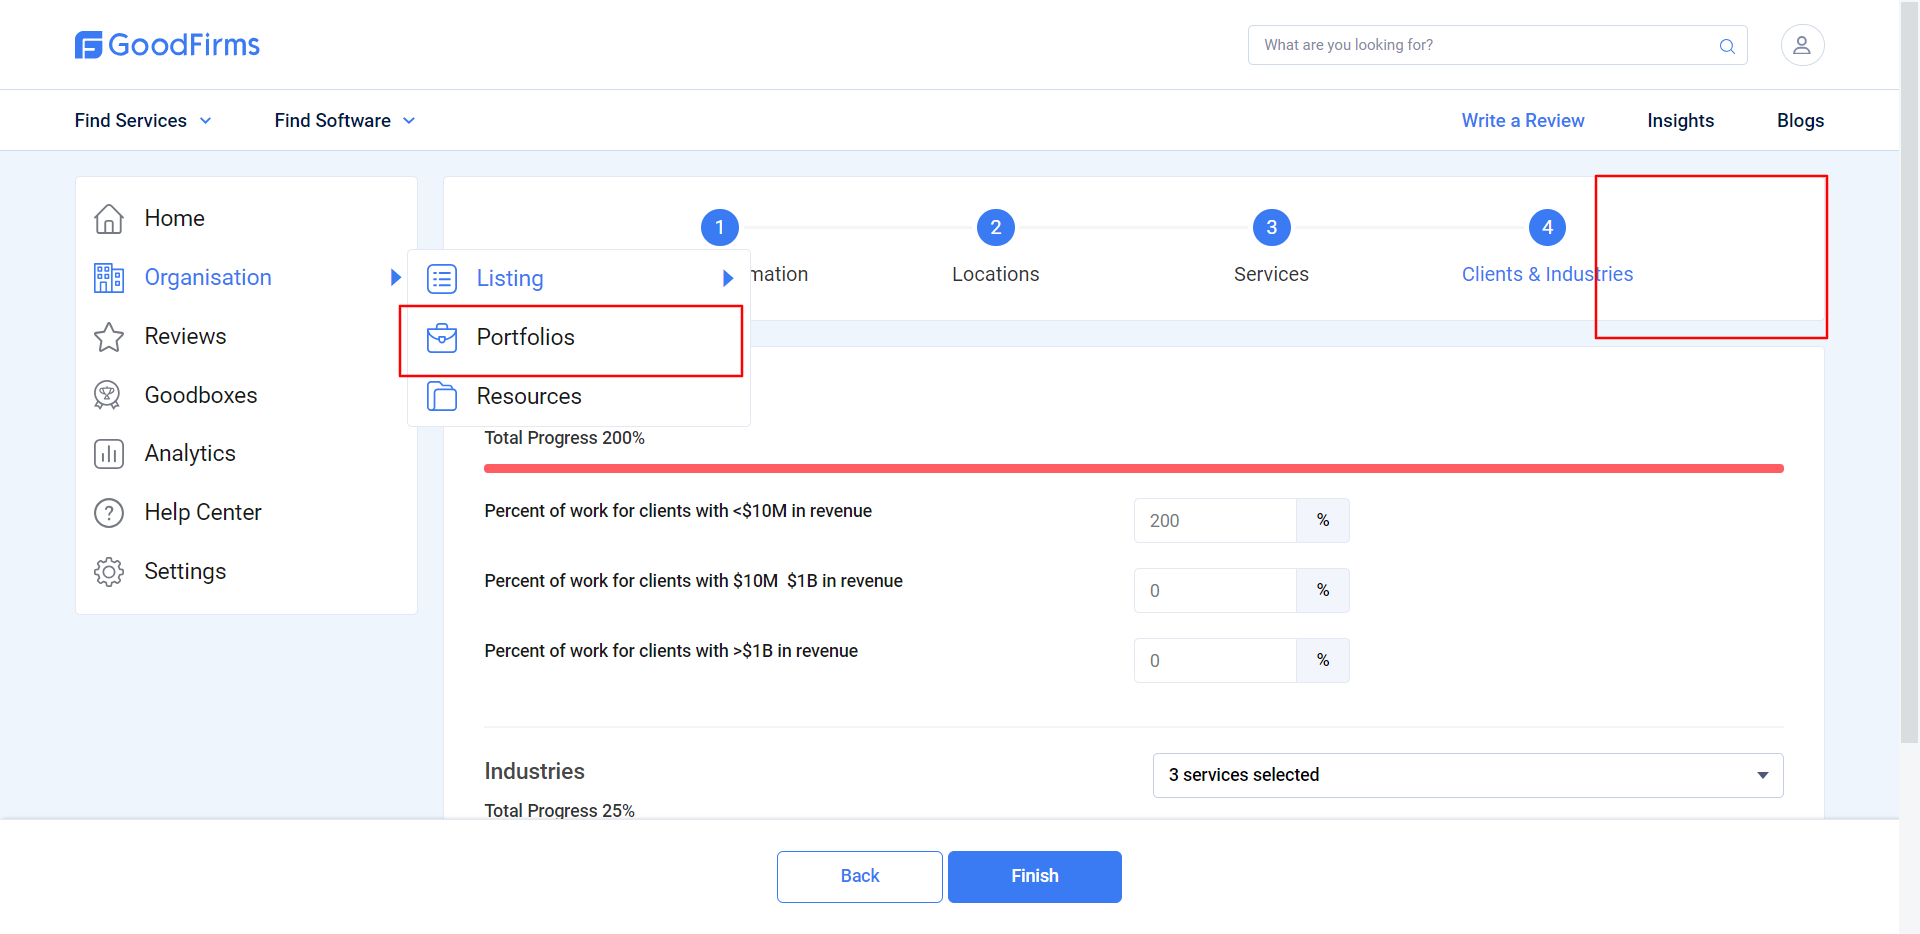 GoodFirms
What are you looking for?
Find Services
Find Software
Write a Review
Insights
Blogs
Home
Organisation
Reviews
Goodboxes
Analytics
Help Center
Settings
Listing
Portfolios
Resources
1
2
3
4
mation
Locations
Services
Clients & Industries
Total Progress 200%
Percent of work for clients with <$10M in revenue
200 %
Percent of work for clients with $10M $1B in revenue
0 %
Percent of work for clients with >$1B in revenue
0 %
Industries
3 services selected
Total Progress 25%
Back
Finish